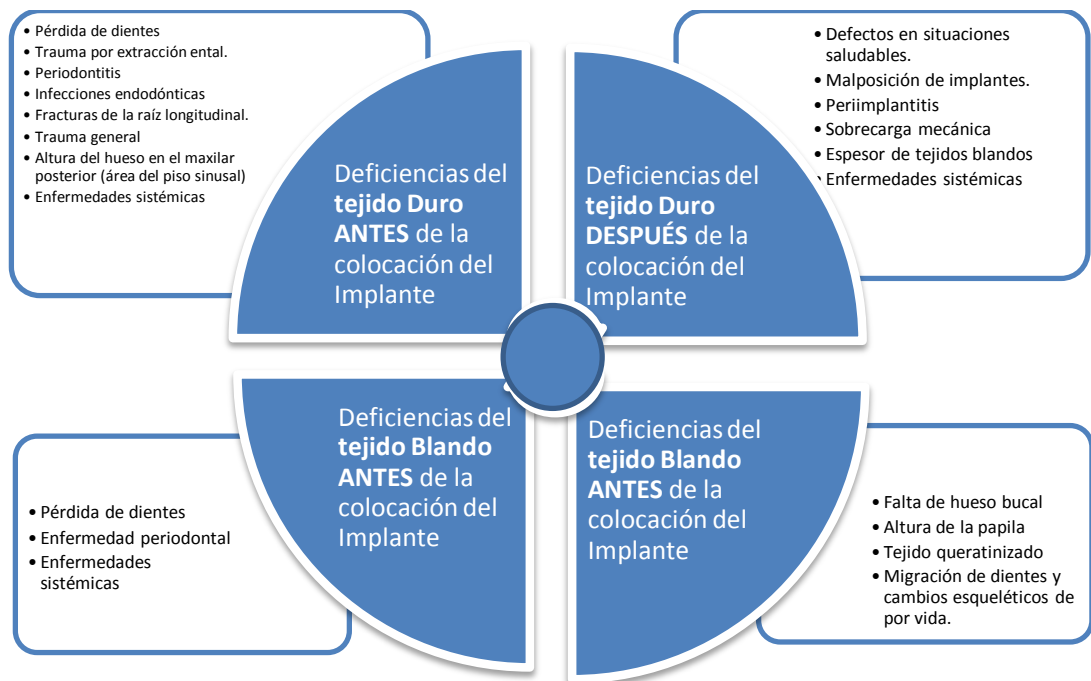 • Pérdida de dientes
• Trauma por extracción ental.
• Periodontitis
• Infecciones endodónticas
• Fracturas de la raíz longitudinal.
• Trauma general
• Altura del hueso en el maxilar
posterior (área del piso sinusal)
• Enfermedades sistémicas
Deficiencias del
tejido Duro
ANTES de la
colocación del
Implante
Deficiencias del
tejido Duro
DESPUÉS de la
colocación del
Implante
• Defectos en situaciones
saludables.
• Malposición de implantes.
• Periimplantitis
• Sobrecarga mecánica
• Espesor de tejidos blandos
• Enfermedades sistémicas
• Pérdida de dientes
• Enfermedad periodontal
• Enfermedades
sistémicas
Deficiencias del
tejido Blando
ANTES de la
colocación del
Implante
Deficiencias del
tejido Blando
ANTES de la
colocación del
Implante
• Falta de hueso bucal
• Altura de la papila
• Tejido queratinizado
• Migración de dientes y
cambios esqueléticos de
por vida.